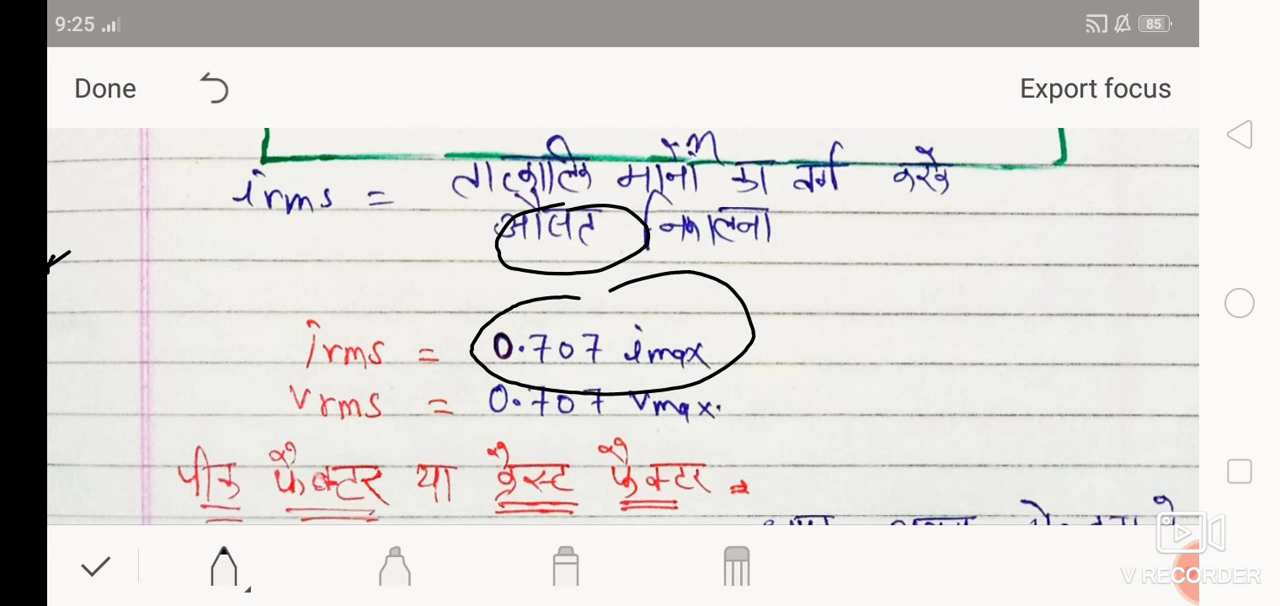 9:25
85
Done
Export focus
irms = तात्कालिक मानों का वर्ग करके
औसत निकालना
irms = 0.707 imax
Vrms = 0.707 Vmax.
पीक फैक्टर या क्रेस्ट फैक्टर =
V RECORDER